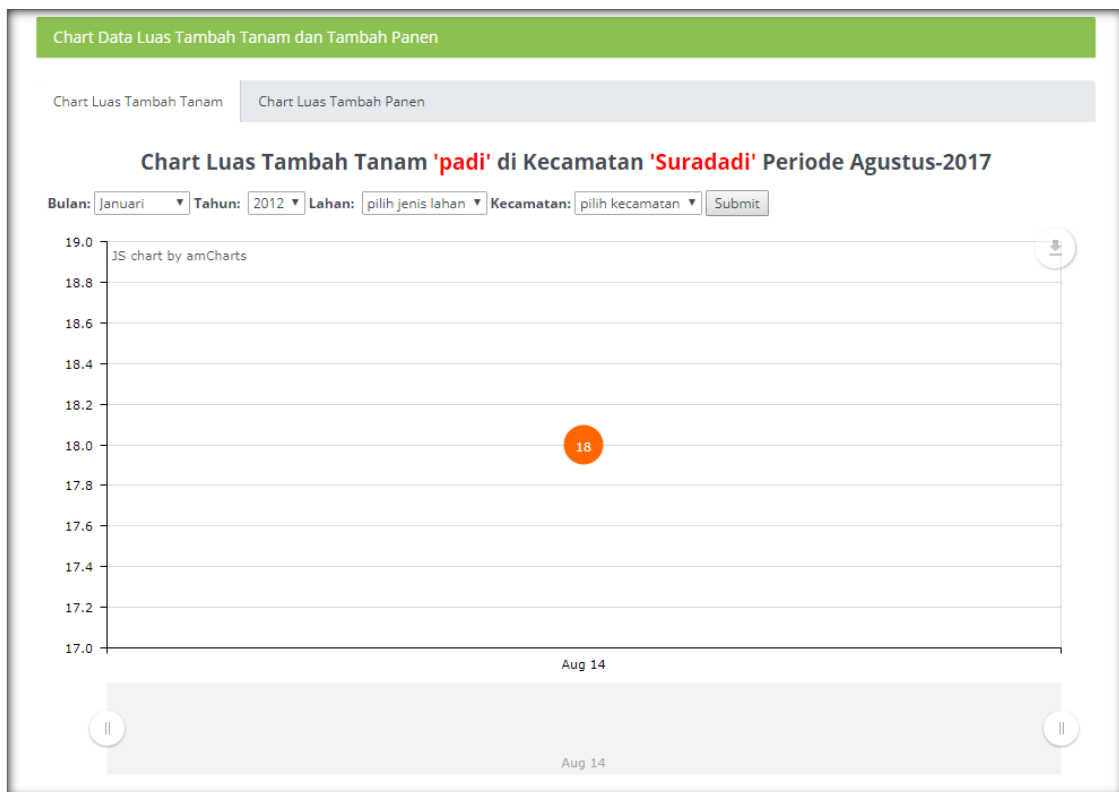 Chart Data Luas Tambah Tanam dan Tambah Panen
Chart Luas Tambah Tanam Chart Luas Tambah Panen
Chart Luas Tambah Tanam 'padi' di Kecamatan 'Suradadi' Periode Agustus-2017
Bulan: Januari Tahun: 2012 Lahan: pilih jenis lahan Kecamatan: pilih kecamatan Submit
19.0
JS chart by amCharts
18.8
18.6
18.4
18.2
18.0 18
17.8
17.6
17.4
17.2
17.0
Aug 14
Aug 14